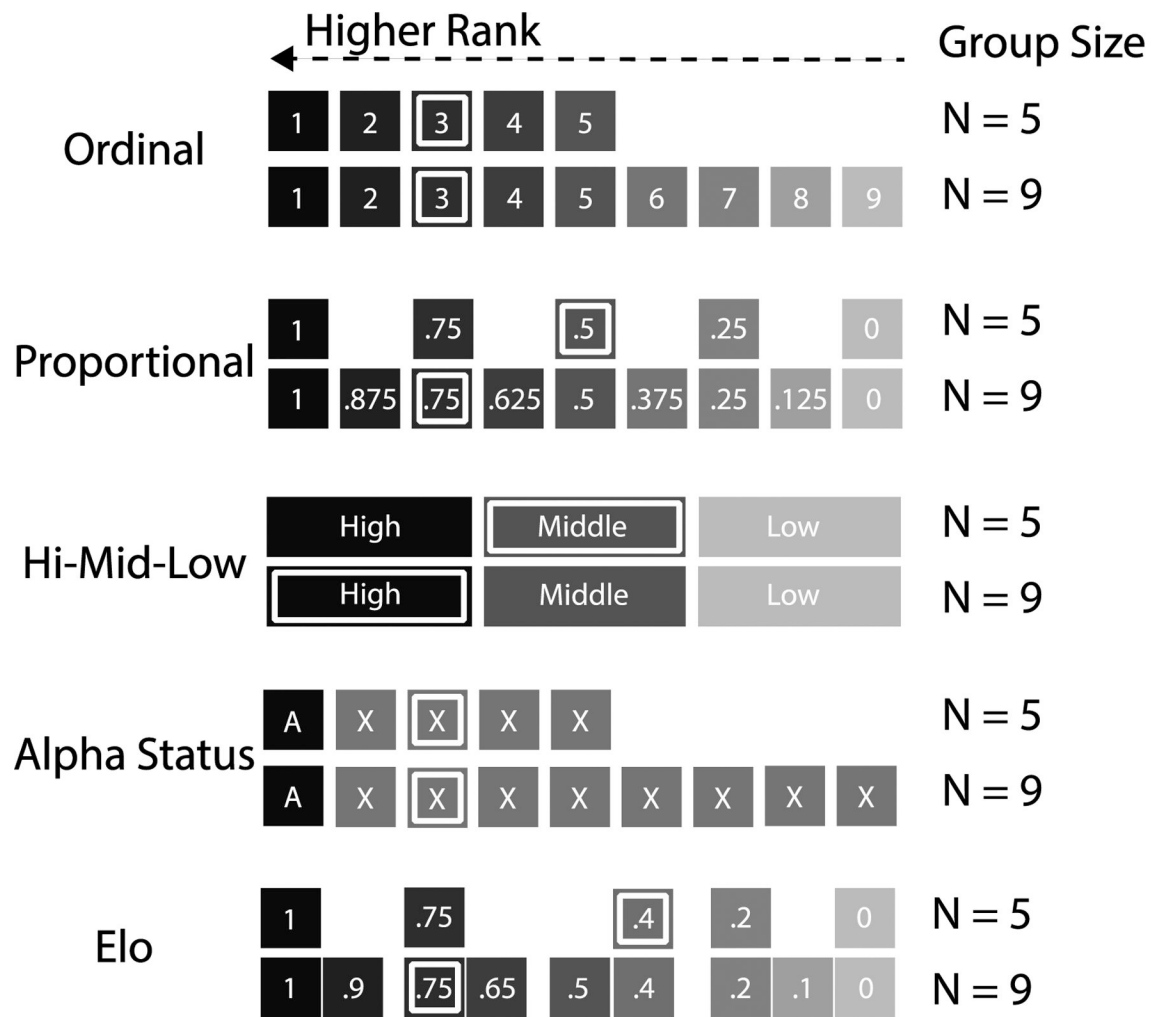 Higher Rank Group Size
Ordinal
1 2 3 4 5 N = 5
1 2 3 4 5 6 7 8 9 N = 9
Proportional
1 .75 .5 .25 0 N = 5
1 .875 .75 .625 .5 .375 .25 .125 0 N = 9
Hi-Mid-Low
High Middle Low N = 5
High Middle Low N = 9
Alpha Status
A X X X X N = 5
A X X X X X X X X N = 9
Elo
1 .75 .4 .2 0 N = 5
1 .9 .75 .65 .5 .4 .2 .1 0 N = 9